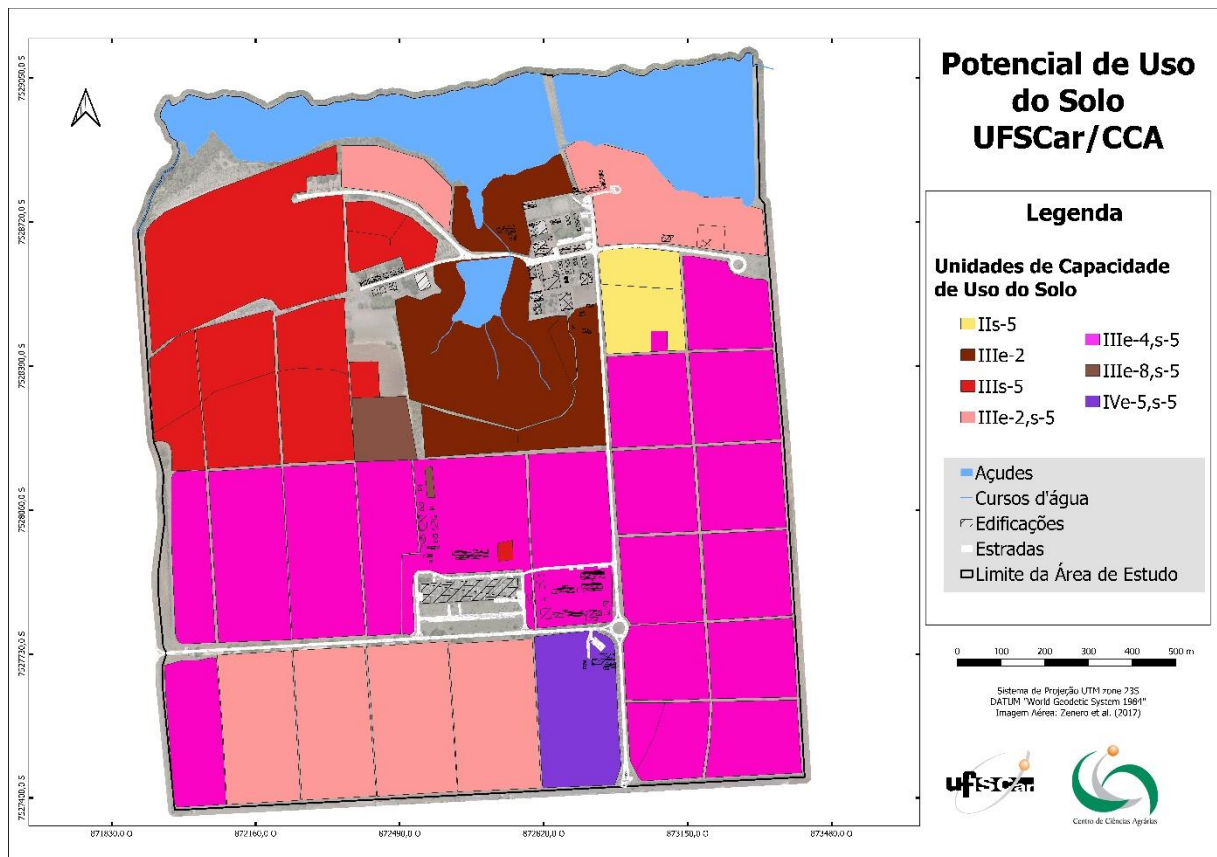 Potencial de Uso
do Solo
UFSCar/CCA
Legenda
Unidades de Capacidade
de Uso do Solo
IIs-5
IIIe-2
IIIs-5
IIIe-2,s-5
IIIe-4,s-5
IIIe-8,s-5
IVe-5,s-5
Açudes
Cursos d'água
Edificações
Estradas
Limite da Área de Estudo
0 100 200 300 400 500 m
Sistema de Projeção UTM zone 23S
DATUM "World Geodetic System 1984"
Imagem Aérea: Zenero et al. (2017)
ufSCar
Centro de Ciências Agrárias
7529050,0 S
7528720,0 S
7528390,0 S
7528060,0 S
7527730,0 S
7527400,0 S
871830,0 O
872160,0 O
872490,0 O
872820,0 O
873150,0 O
873480,0 O